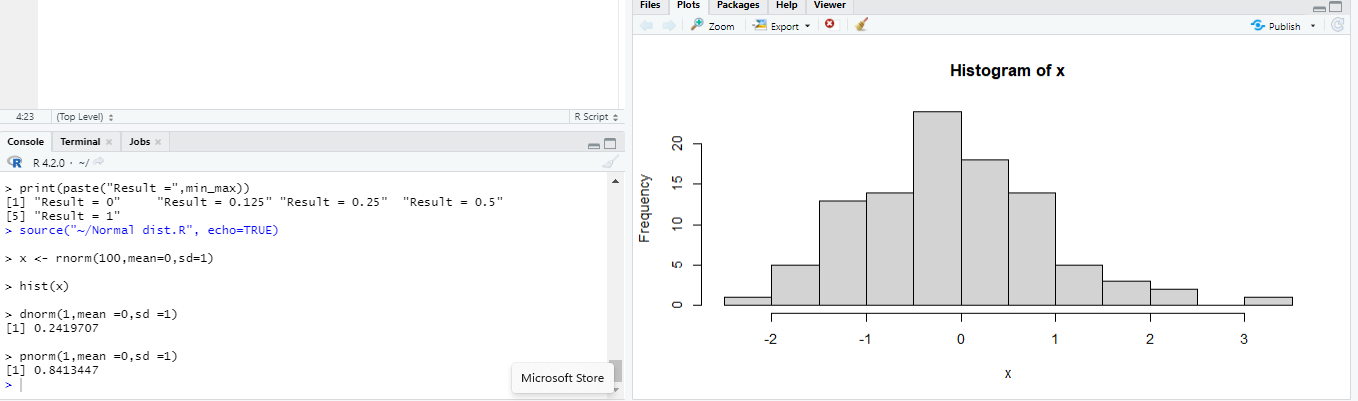 4:23 (Top Level) R Script
Console Terminal Jobs
R 4.2.0 · ~/
> print(paste("Result =",min_max))
[1] "Result = 0" "Result = 0.125" "Result = 0.25" "Result = 0.5"
[5] "Result = 1"
> source("~/Normal dist.R", echo=TRUE)
> x <- rnorm(100,mean=0,sd=1)
> hist(x)
> dnorm(1,mean =0,sd =1)
[1] 0.2419707
> pnorm(1,mean =0,sd =1)
[1] 0.8413447
>
Microsoft Store
Files Plots Packages Help Viewer
Zoom Export Publish
Histogram of x
Frequency
20
15
10
5
0
-2 -1 0 1 2 3
x